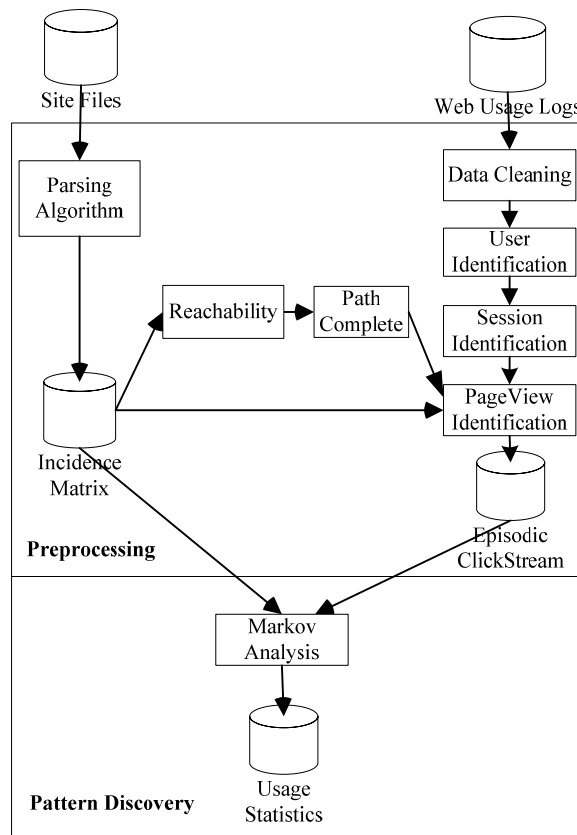 Site Files
Web Usage Logs
Parsing
Algorithm
Data Cleaning
User
Identification
Reachability
Path
Complete
Session
Identification
PageView
Identification
Incidence
Matrix
Episodic
ClickStream
Preprocessing
Markov
Analysis
Usage
Statistics
Pattern Discovery